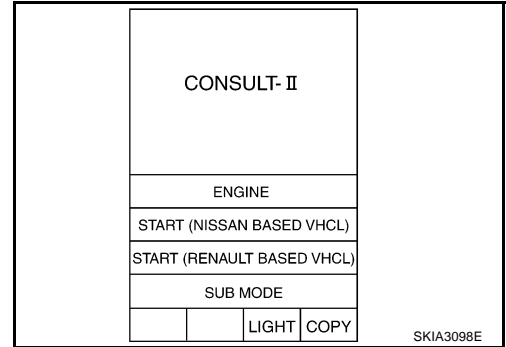 CONSULT-Ⅱ
ENGINE
START (NISSAN BASED VHCL)
START (RENAULT BASED VHCL)
SUB MODE
LIGHT COPY
SKIA3098E